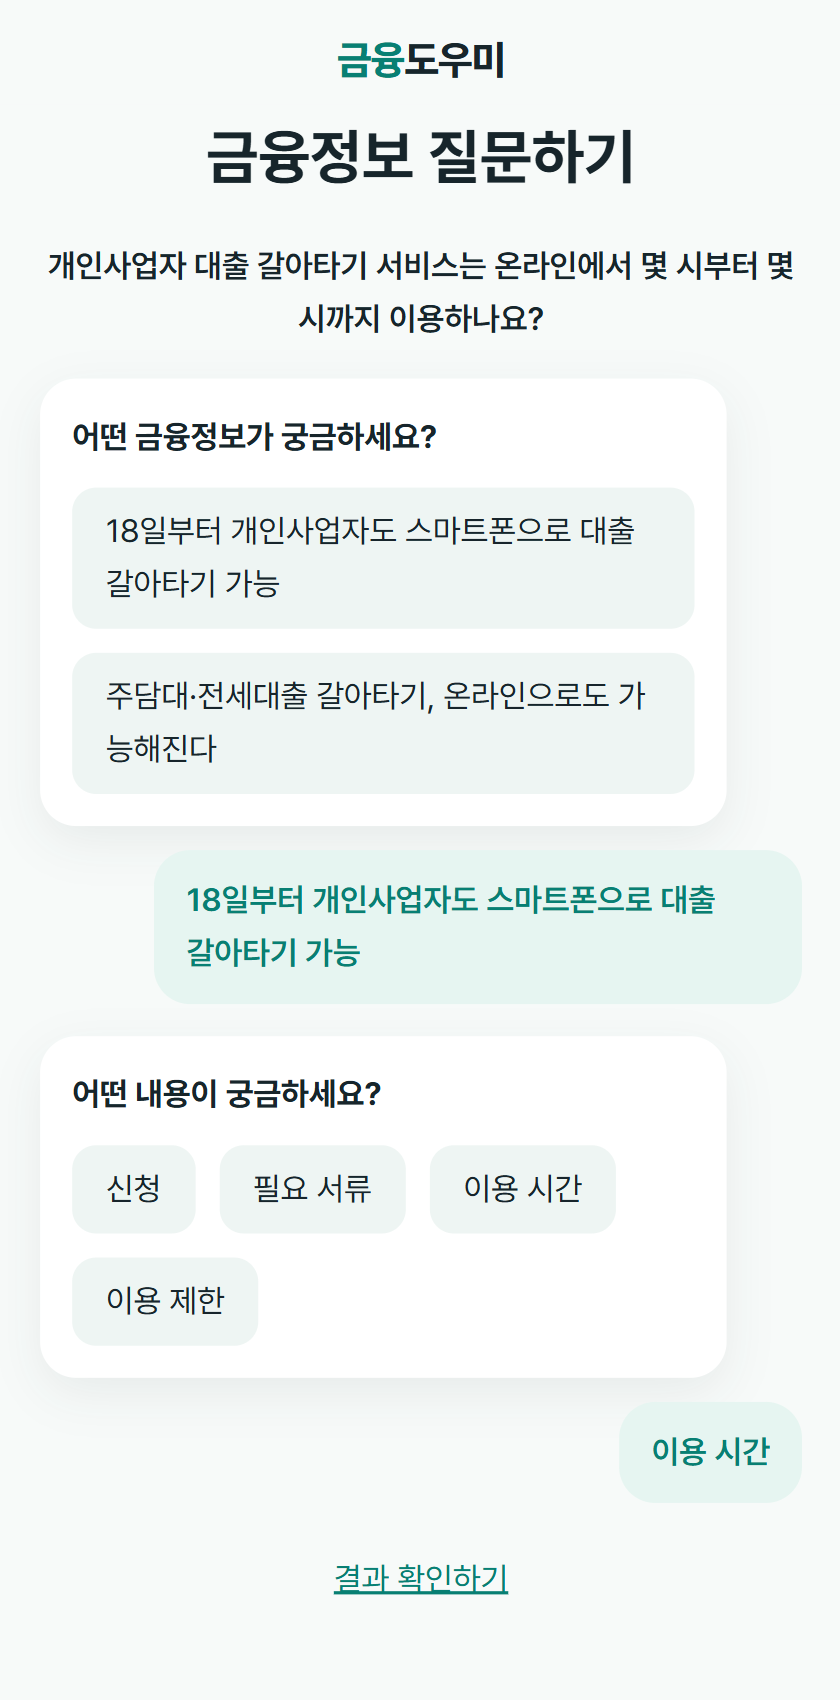 금융도우미
금융정보 질문하기
개인사업자 대출 갈아타기 서비스는 온라인에서 몇 시부터 몇
시까지 이용하나요?
어떤 금융정보가 궁금하세요?
18일부터 개인사업자도 스마트폰으로 대출
갈아타기 가능
주담대·전세대출 갈아타기, 온라인으로도 가
능해진다
18일부터 개인사업자도 스마트폰으로 대출
갈아타기 가능
어떤 내용이 궁금하세요?
신청 필요 서류 이용 시간
이용 제한
이용 시간
결과 확인하기